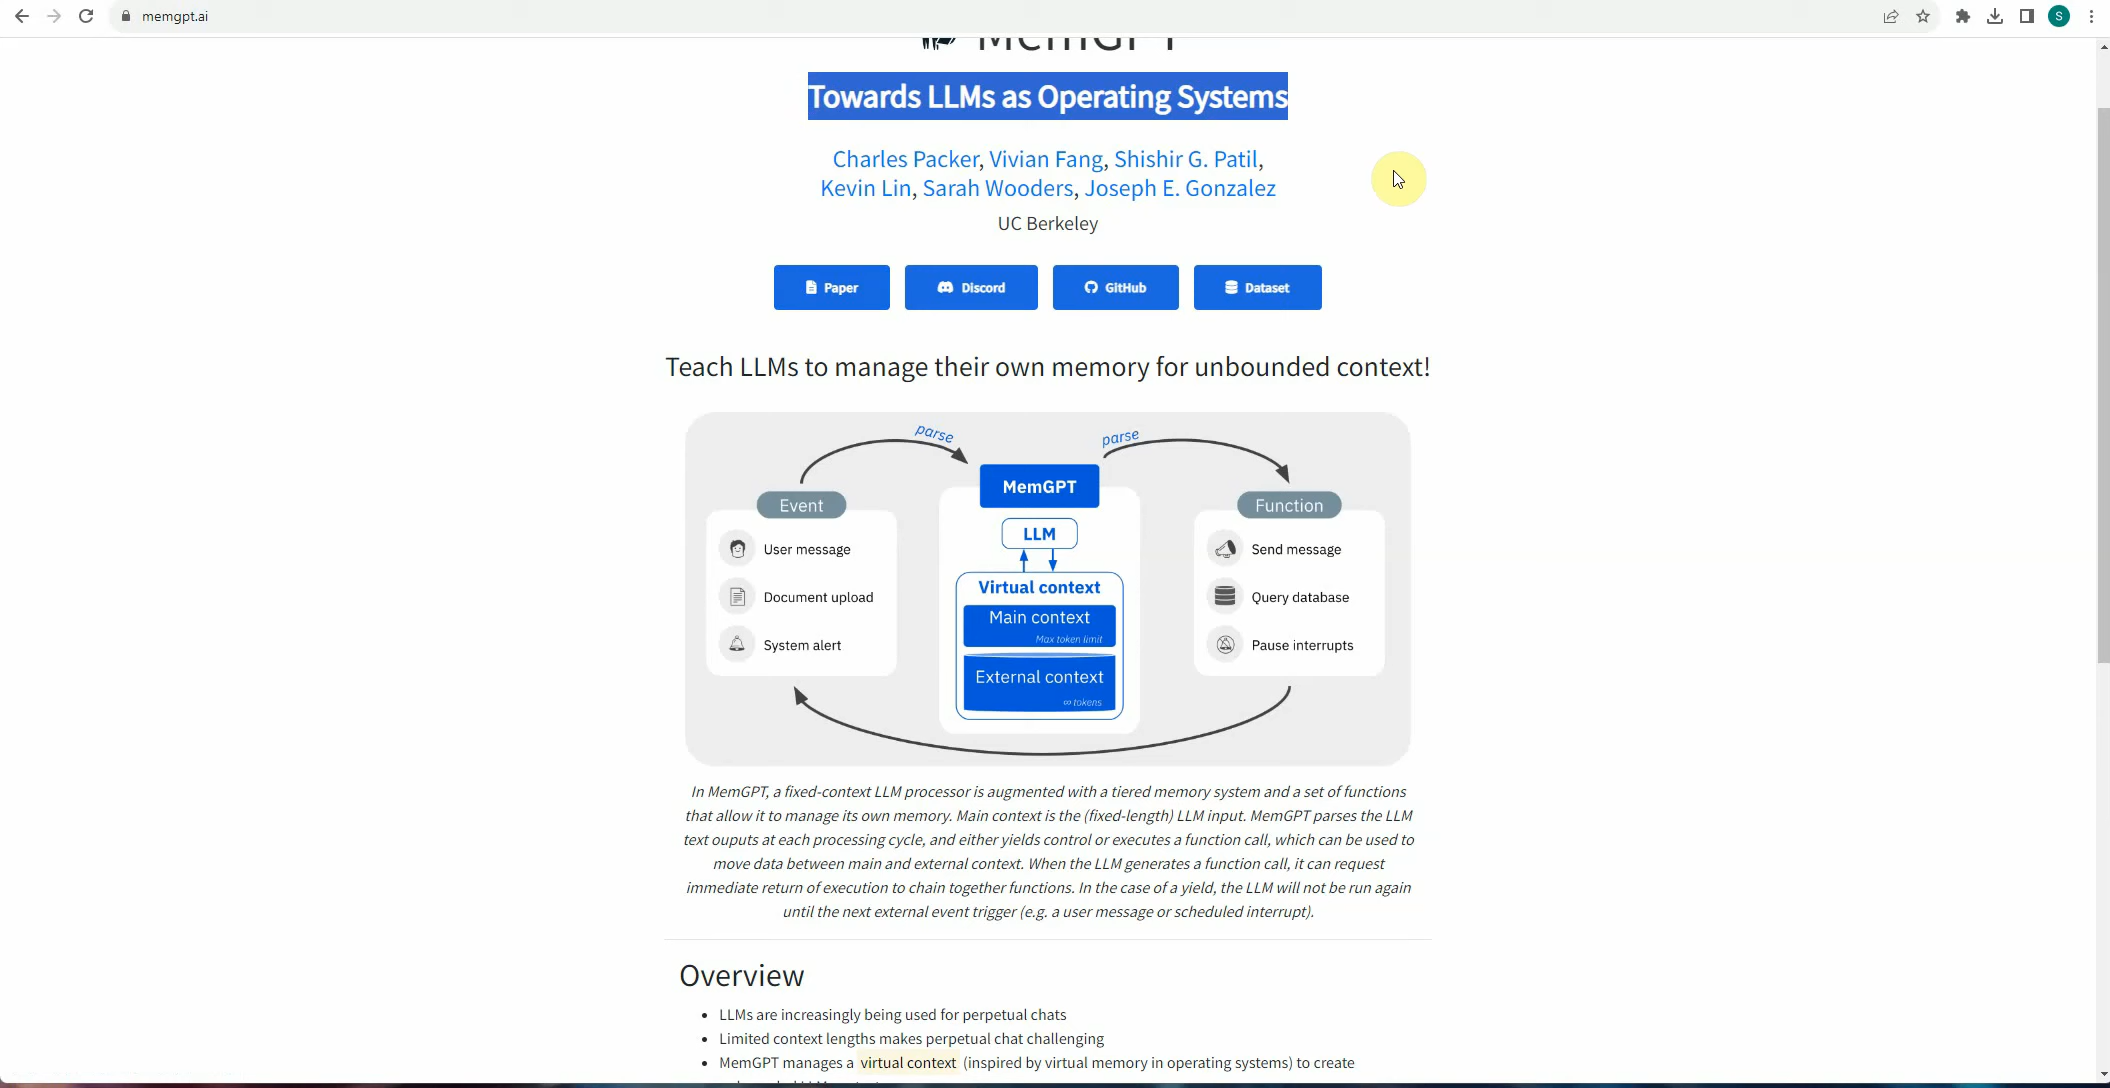 memgpt.ai
S
MemGPT
Towards LLMs as Operating Systems
Charles Packer, Vivian Fang, Shishir G. Patil,
Kevin Lin, Sarah Wooders, Joseph E. Gonzalez
UC Berkeley
Paper
Discord
GitHub
Dataset
Teach LLMs to manage their own memory for unbounded context!
parse
parse
MemGPT
Event
Function
LLM
User message
Send message
Virtual context
Document upload
Query database
Main context
Max token limit
System alert
Pause interrupts
External context
∞ tokens
In MemGPT, a fixed-context LLM processor is augmented with a tiered memory system and a set of functions
that allow it to manage its own memory. Main context is the (fixed-length) LLM input. MemGPT parses the LLM
text ouputs at each processing cycle, and either yields control or executes a function call, which can be used to
move data between main and external context. When the LLM generates a function call, it can request
immediate return of execution to chain together functions. In the case of a yield, the LLM will not be run again
until the next external event trigger (e.g. a user message or scheduled interrupt).
Overview
• LLMs are increasingly being used for perpetual chats
• Limited context lengths makes perpetual chat challenging
• MemGPT manages a virtual context (inspired by virtual memory in operating systems) to create